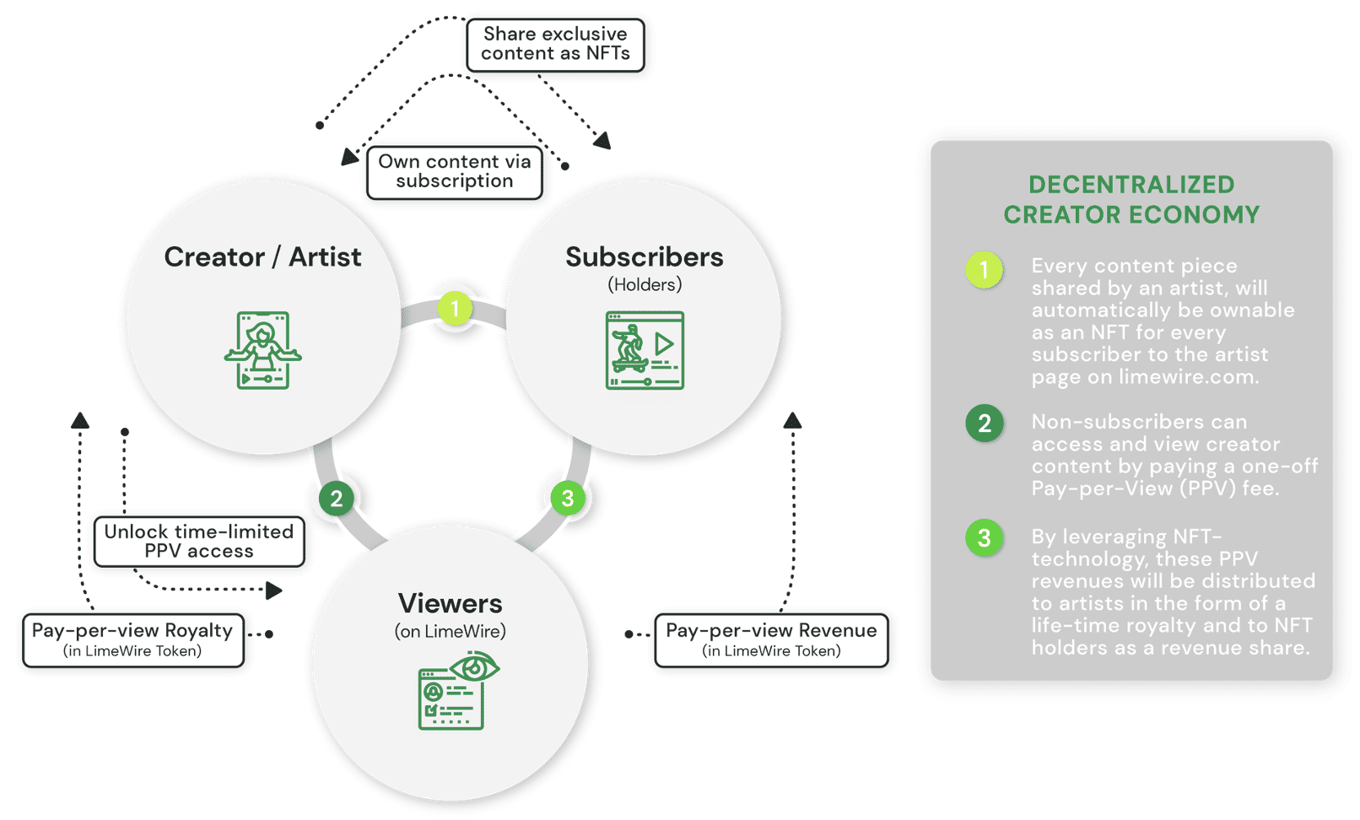 Share exclusive
content as NFTs
Own content via
subscription
Creator / Artist
Subscribers
(Holders)
1
2
3
Unlock time-limited
PPV access
Pay-per-view Royalty
(in LimeWire Token)
Viewers
(on LimeWire)
Pay-per-view Revenue
(in LimeWire Token)
DECENTRALIZED
CREATOR ECONOMY
1
Every content piece
shared by an artist, will
automatically be ownable
as an NFT for every
subscriber to the artist
page on limewire.com.
2
Non-subscribers can
access and view creator
content by paying a one-off
Pay-per-View (PPV) fee.
3
By leveraging NFT-
technology, these PPV
revenues will be distributed
to artists in the form of a
life-time royalty and to NFT
holders as a revenue share.